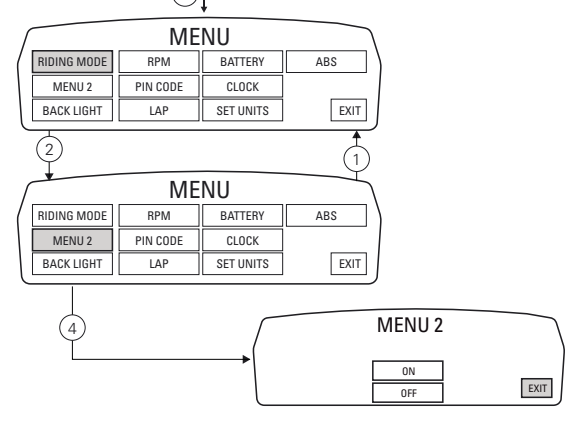 MENU
RIDING MODE RPM BATTERY ABS
MENU 2 PIN CODE CLOCK
BACK LIGHT LAP SET UNITS EXIT
2
1
MENU
RIDING MODE RPM BATTERY ABS
MENU 2 PIN CODE CLOCK
BACK LIGHT LAP SET UNITS EXIT
4
MENU 2
ON
OFF EXIT